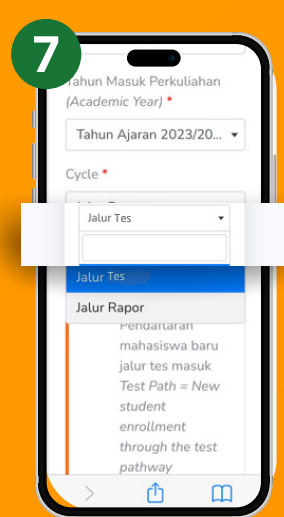 7
Tahun Masuk Perkuliahan
(Academic Year) *
Tahun Ajaran 2023/20...
Cycle *
Jalur Tes
Jalur Tes
Jalur Rapor
Pendaftaran
mahasiswa baru
jalur tes masuk
Test Path = New
student
enrollment
through the test
pathway